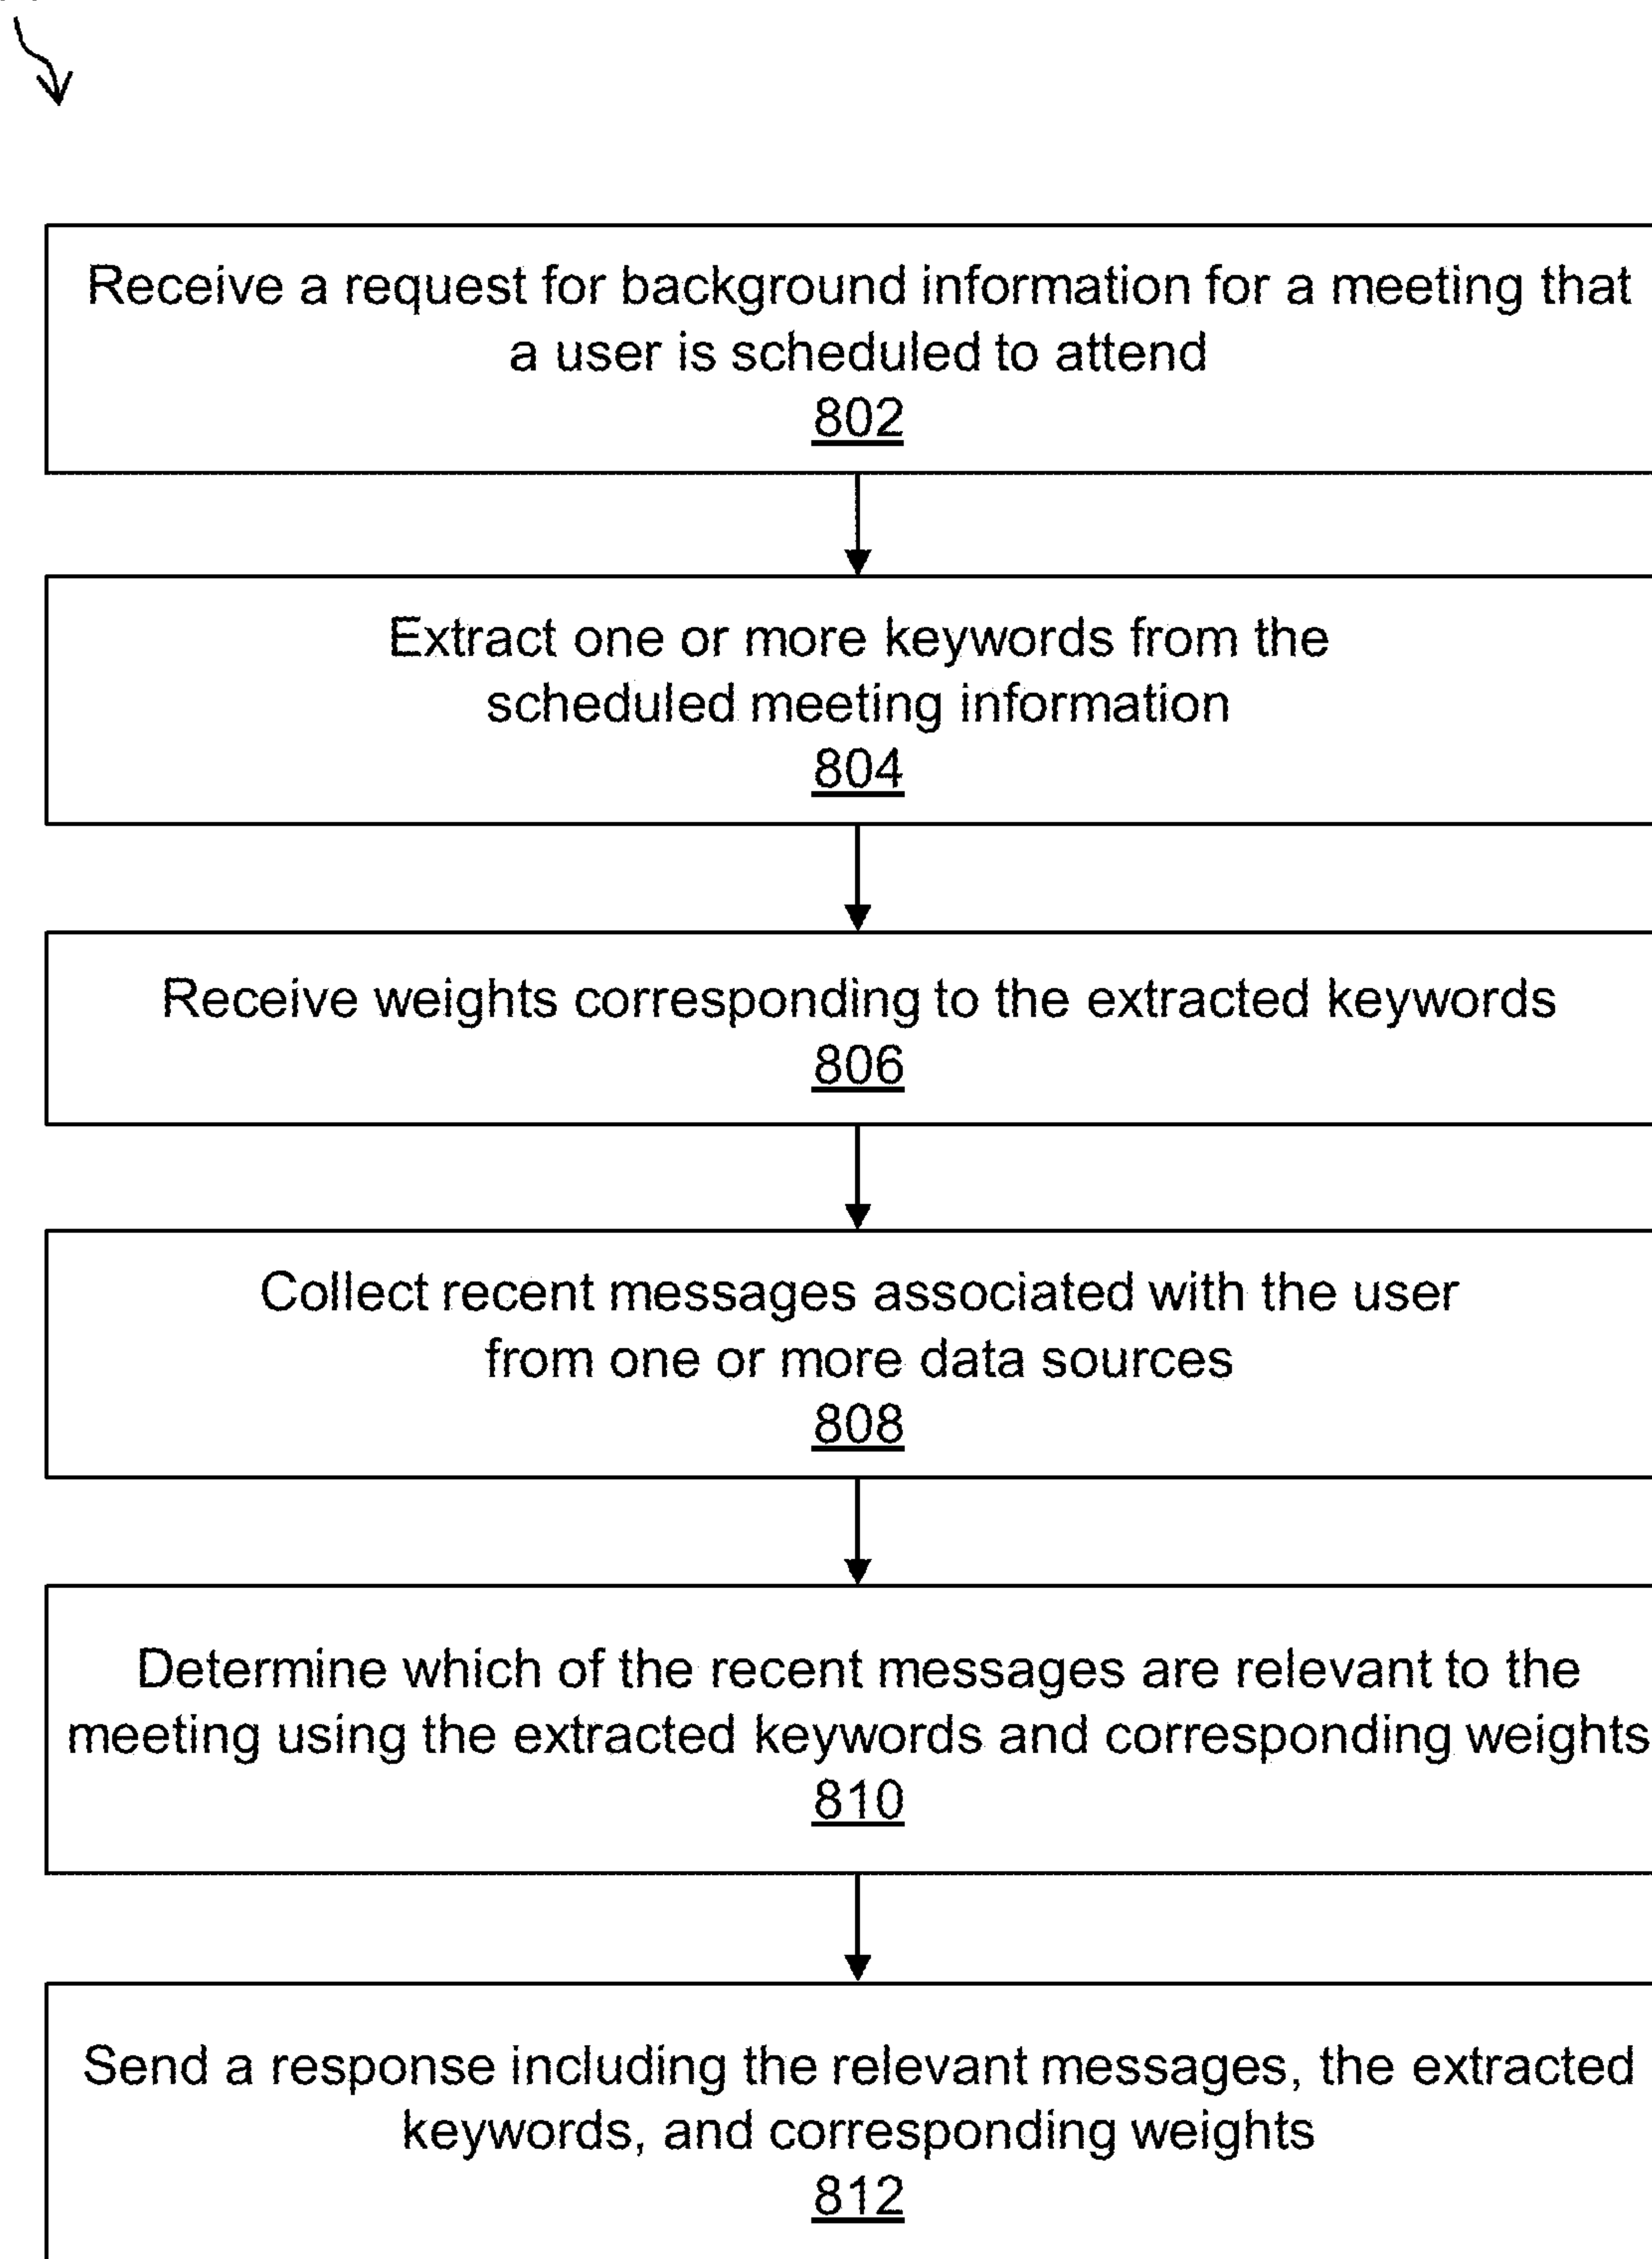 Receive a request for background information for a meeting that
a user is scheduled to attend
802
Extract one or more keywords from the
scheduled meeting information
804
Receive weights corresponding to the extracted keywords
806
Collect recent messages associated with the user
from one or more data sources
808
Determine which of the recent messages are relevant to the
meeting using the extracted keywords and corresponding weights
810
Send a response including the relevant messages, the extracted
keywords, and corresponding weights
812